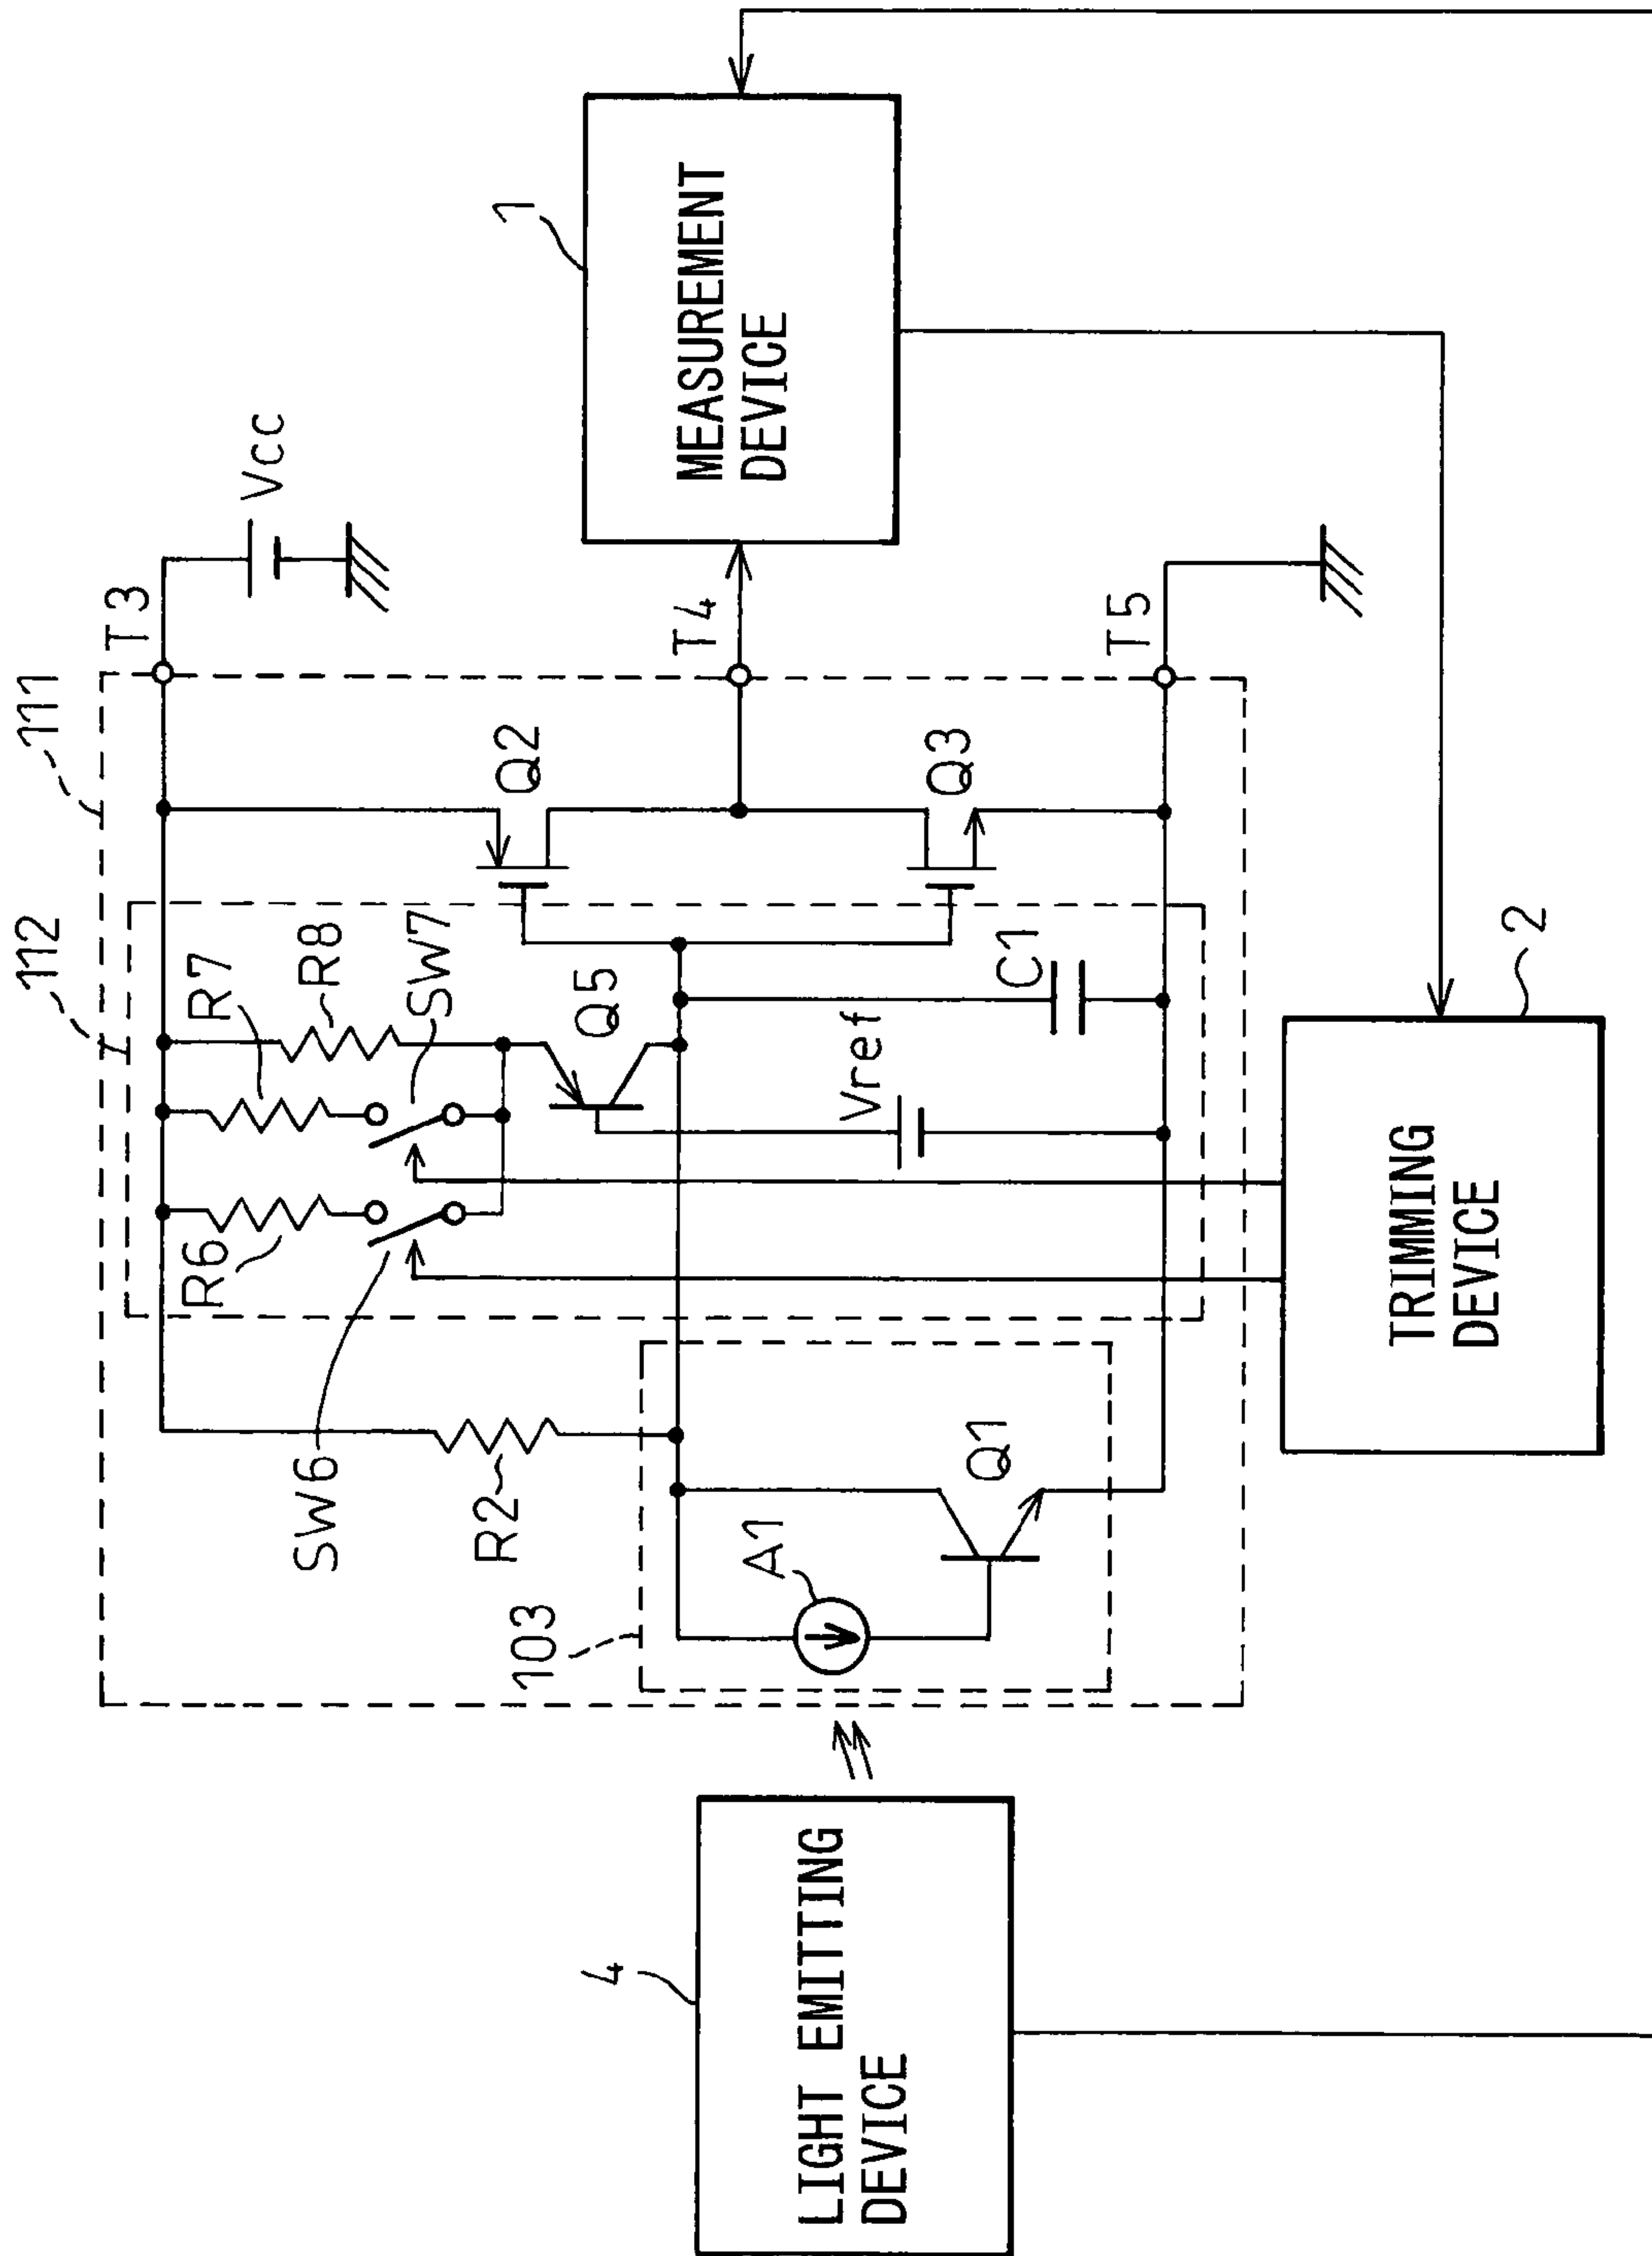 111
112
T3
Vcc
R7
R8
SW7
R6
SW6
R2
Q5
Q2
T4
1
MEASUREMENT
DEVICE
103
A1
Q1
Vref
C1
Q3
T5
4
LIGHT EMITTING
DEVICE
2
TRIMMING
DEVICE